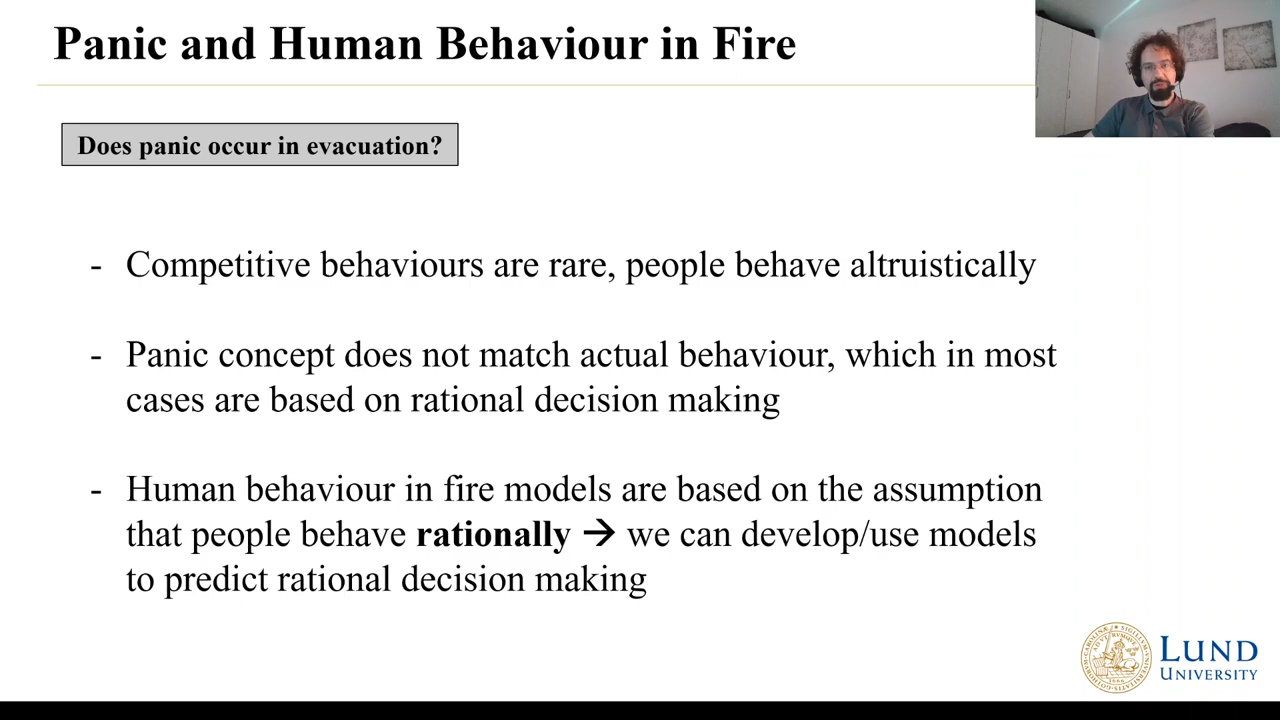 Panic and Human Behaviour in Fire
Does panic occur in evacuation?
- Competitive behaviours are rare, people behave altruistically
- Panic concept does not match actual behaviour, which in most
cases are based on rational decision making
- Human behaviour in fire models are based on the assumption
that people behave rationally → we can develop/use models
to predict rational decision making
LUND
UNIVERSITY